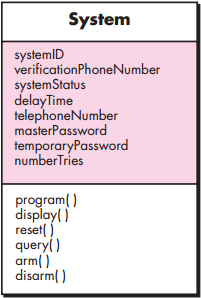 System
systemID
verificationPhoneNumber
systemStatus
delayTime
telephoneNumber
masterPassword
temporaryPassword
numberTries
program( )
display( )
reset( )
query( )
arm( )
disarm( )